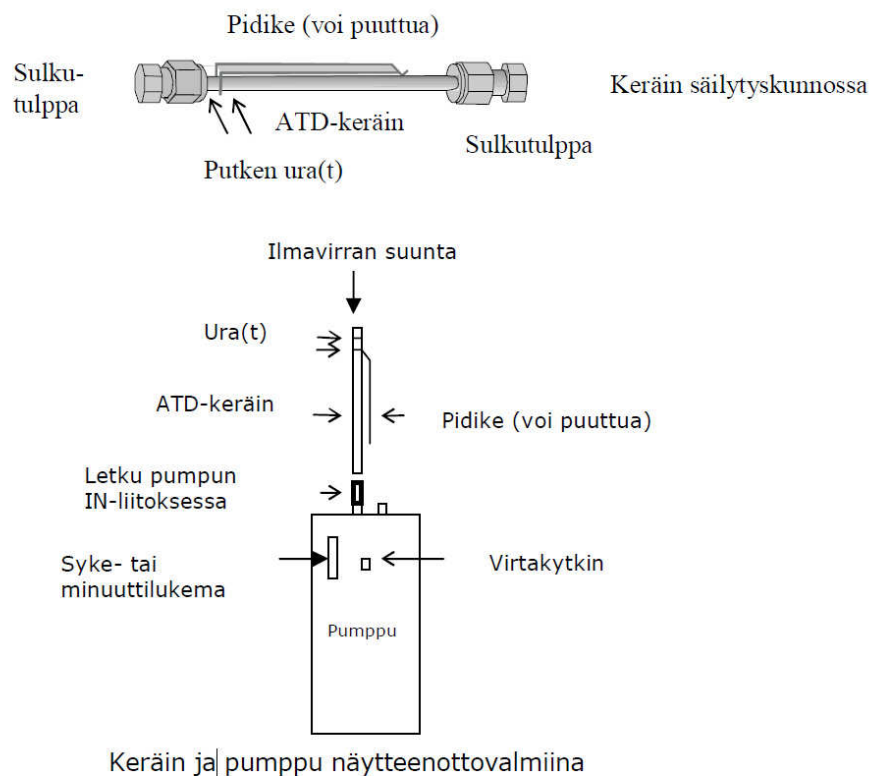 Pidike (voi puuttua)
Sulku-
tulppa
Keräin säilytyskunnossa
ATD-keräin
Sulkutulppa
Putken ura(t)
Ilmavirran suunta
Ura(t)
ATD-keräin
Pidike (voi puuttua)
Letku pumpun
IN-liitoksessa
Syke- tai
minuuttilukema
Virtakytkin
Pumppu
Keräin ja pumppu näytteenottovalmiina